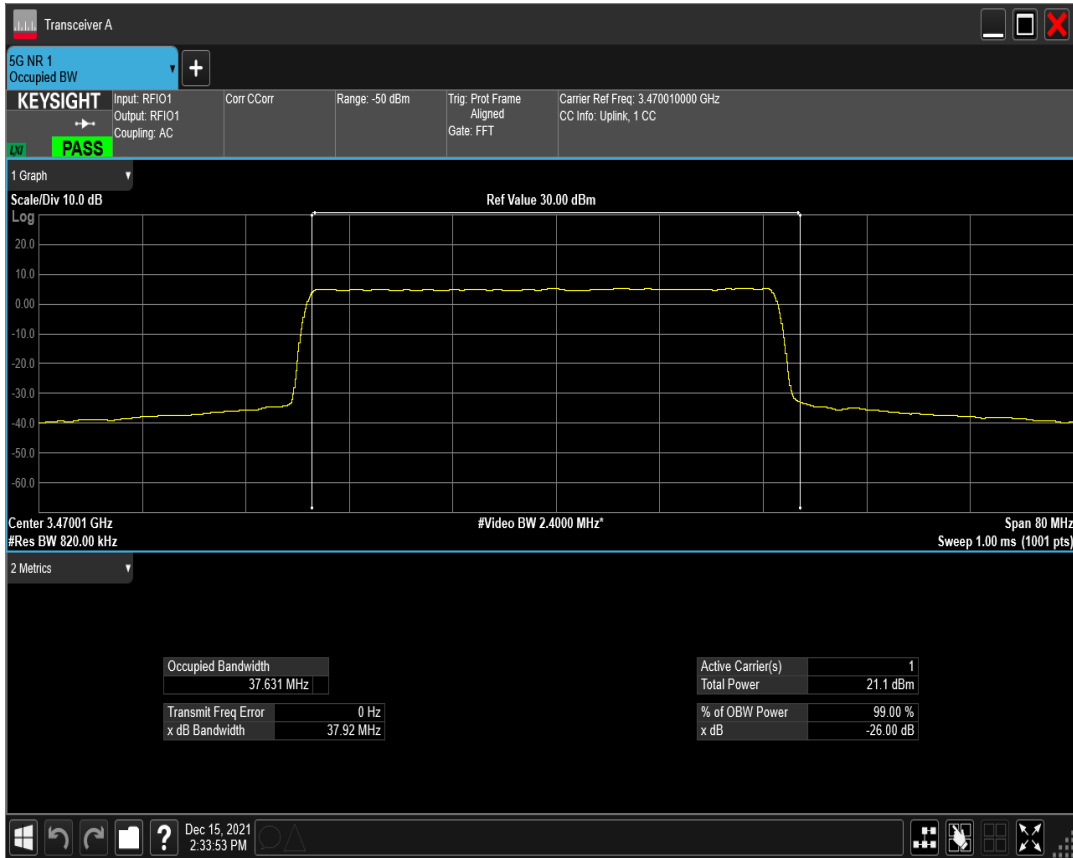 Transceiver A
5G NR 1
Occupied BW
KEYSIGHT
LXI
PASS
Input: RFIO1
Output: RFIO1
Coupling: AC
Corr CCorr
Range: -50 dBm
Trig: Prot Frame
Aligned
Gate: FFT
Carrier Ref Freq: 3.470010000 GHz
CC Info: Uplink, 1 CC
1 Graph
Scale/Div 10.0 dB
Ref Value 30.00 dBm
Log
20.0
10.0
0.00
-10.0
-20.0
-30.0
-40.0
-50.0
-60.0
Center 3.47001 GHz
#Video BW 2.4000 MHz*
Span 80 MHz
#Res BW 820.00 kHz
Sweep 1.00 ms (1001 pts)
2 Metrics
Occupied Bandwidth
37.631 MHz
Transmit Freq Error 0 Hz
x dB Bandwidth 37.92 MHz
Active Carrier(s) 1
Total Power 21.1 dBm
% of OBW Power 99.00 %
x dB -26.00 dB
?
Dec 15, 2021
2:33:53 PM